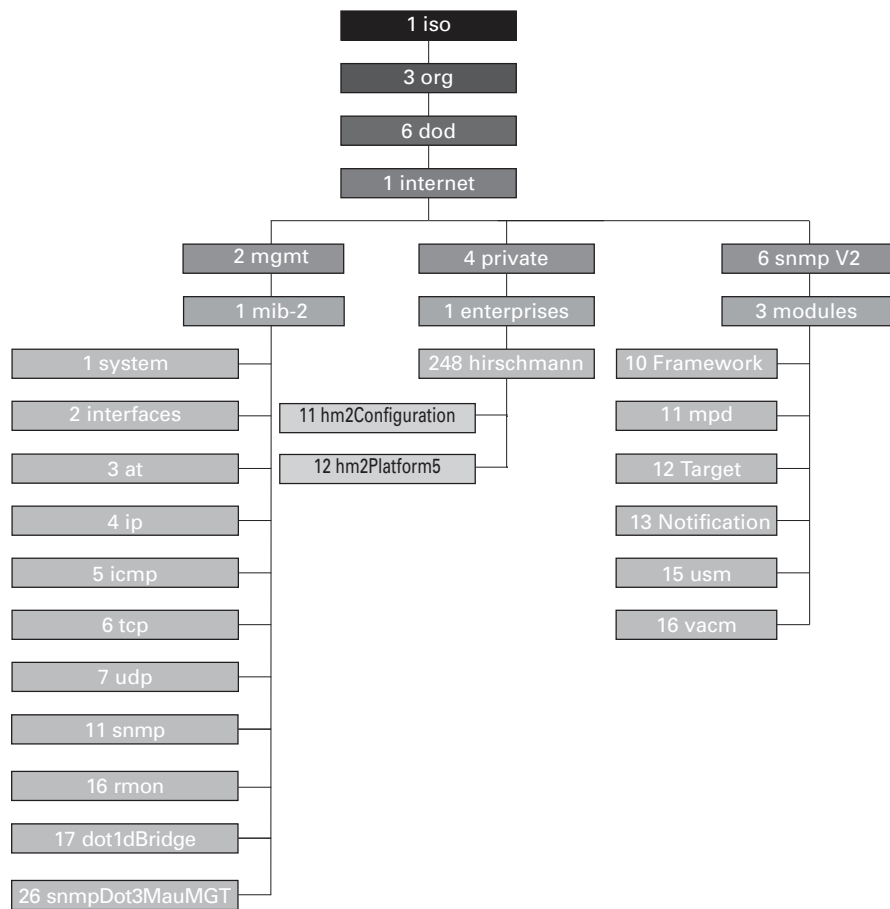 1 iso
3 org
6 dod
1 internet
2 mgmt
4 private
6 snmp V2
1 mib-2
1 enterprises
3 modules
1 system
248 hirschmann
10 Framework
2 interfaces
11 hm2Configuration
11 mpd
3 at
12 hm2Platform5
12 Target
4 ip
13 Notification
5 icmp
15 usm
6 tcp
16 vacm
7 udp
11 snmp
16 rmon
17 dot1dBridge
26 snmpDot3MauMGT